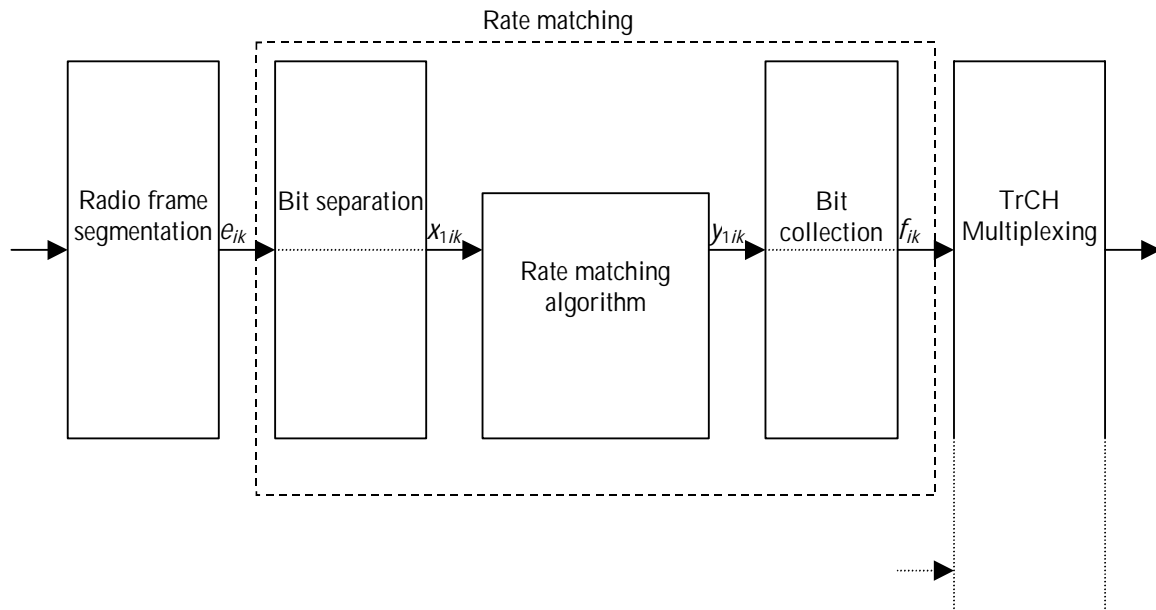 Rate matching
Radio frame
segmentation
e_ik
Bit separation
x_1ik
Rate matching
algorithm
y_1ik
Bit
collection
f_ik
TrCH
Multiplexing